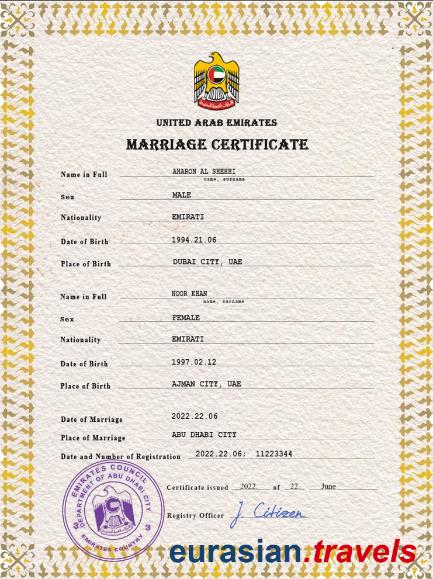 UNITED ARAB EMIRATES
MARRIAGE CERTIFICATE
Name in Full AHARON AL SHEHHI
name, surname
Sex MALE
Nationality EMIRATI
Date of Birth 1994.21.06
Place of Birth DUBAI CITY, UAE
Name in Full NOOR KHAN
name, surname
Sex FEMALE
Nationality EMIRATI
Date of Birth 1997.02.12
Place of Birth AJMAN CITY, UAE
Date of Marriage 2022.22.06
Place of Marriage ABU DHABI CITY
Date and Number of Registration 2022.22.06; 11223344
EMIRATES COUNCIL
DEPARTMENT OF ABU DHABI CITY
EMIRATES COUNTRY
Certificate issued 2022 of 22 June
Registry Officer J. Citizen
eurasian.travels